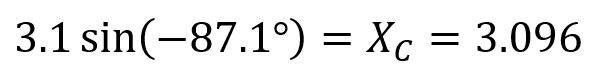 3.1 sin(−87.1°) = X_C = 3.096